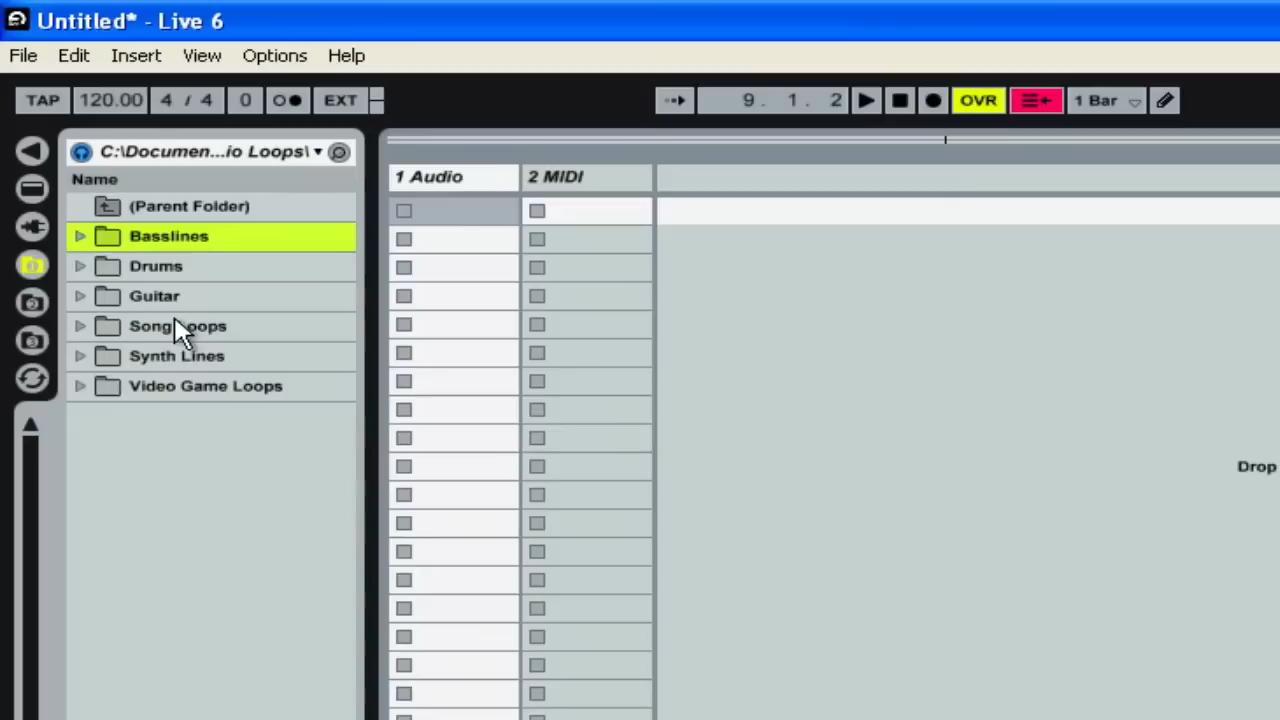 Untitled* - Live 6
File Edit Insert View Options Help
TAP 120.00 4 / 4 0 EXT 9. 1. 2 OVR 1 Bar
C:\Documen...io Loops\
Name
(Parent Folder)
Basslines
Drums
Guitar
Song Loops
Synth Lines
Video Game Loops
1 Audio 2 MIDI
Drop